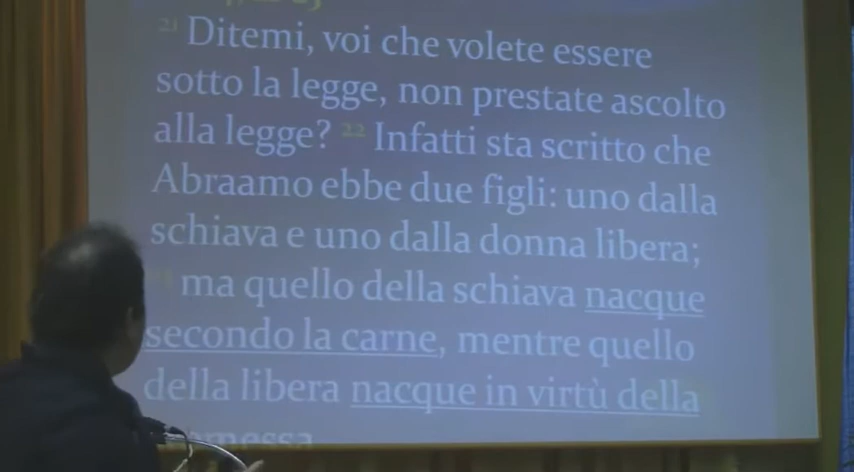 21 Ditemi, voi che volete essere
sotto la legge, non prestate ascolto
alla legge? 22 Infatti sta scritto che
Abraamo ebbe due figli: uno dalla
schiava e uno dalla donna libera;
ma quello della schiava nacque
secondo la carne, mentre quello
della libera nacque in virtù della